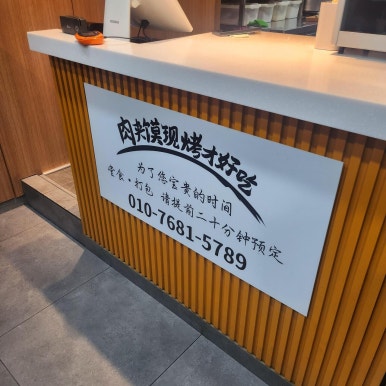 肉夹馍现烤才好吃
为了您宝贵的时间
堂食·打包 请提前二十分钟预定
010-7681-5789